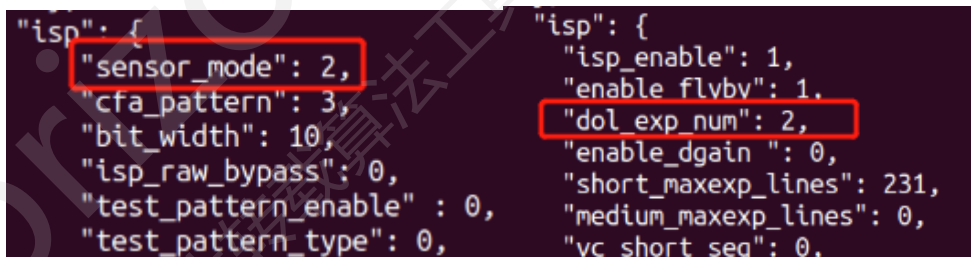 "isp": {
"sensor_mode": 2,
"cfa_pattern": 3,
"bit_width": 10,
"isp_raw_bypass": 0,
"test_pattern_enable" : 0,
"test_pattern_type": 0,
"isp": {
"isp_enable": 1,
"enable_flyby": 1,
"dol_exp_num": 2,
"enable_dgain ": 0,
"short_maxexp_lines": 231,
"medium_maxexp_lines": 0,
"vc_short_seq": 0,